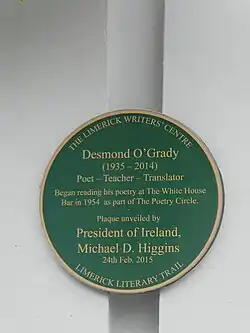 THE LIMERICK WRITERS' CENTRE
Desmond O'Grady
(1935 – 2014)
Poet – Teacher – Translator
Began reading his poetry at The White House
Bar in 1954 as part of The Poetry Circle.
Plaque unveiled by
President of Ireland,
Michael D. Higgins
24th Feb. 2015
LIMERICK LITERARY TRAIL